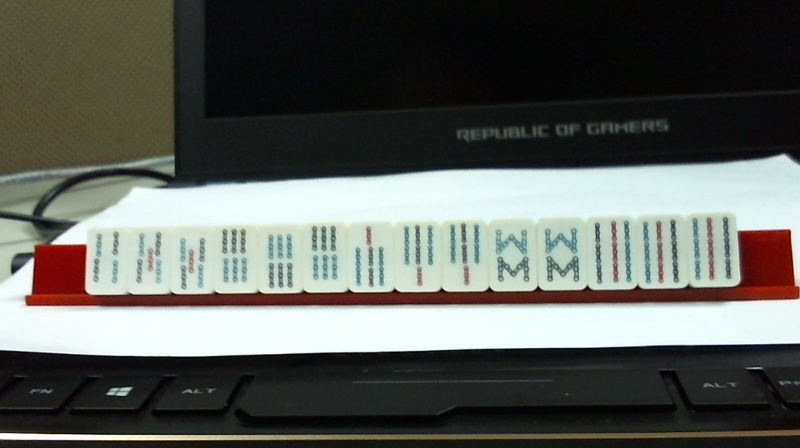 REPUBLIC OF GAMERS
FN
ALT
ALT